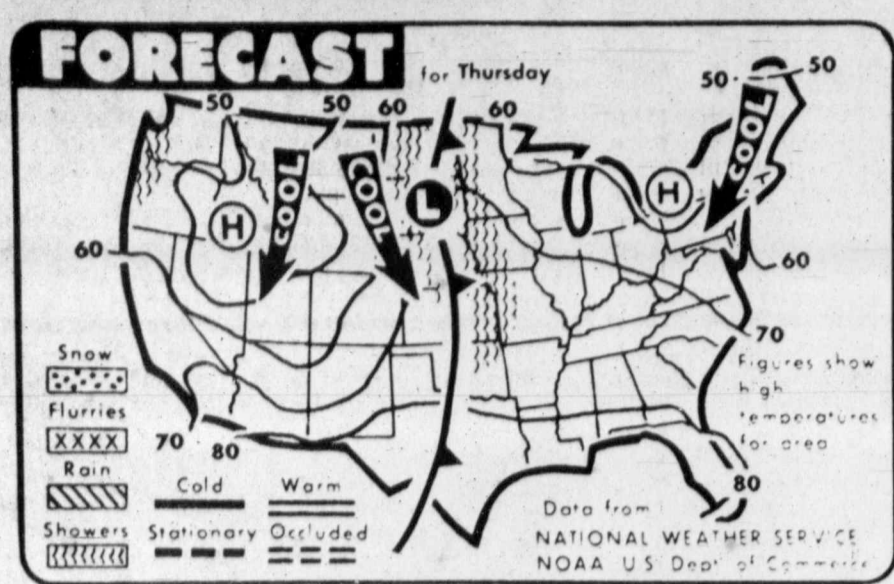 FORECAST
for Thursday
50 50 60 60 50 50
COOL COOL COOL
H L H
60 60
70
Figures show
high
temperatures
for area
Snow
Flurries
XXXX
Rain
Showers
70 80 80
Cold Warm
Stationary Occluded
Data from
NATIONAL WEATHER SERVICE
NOAA U S Dept of Commerce